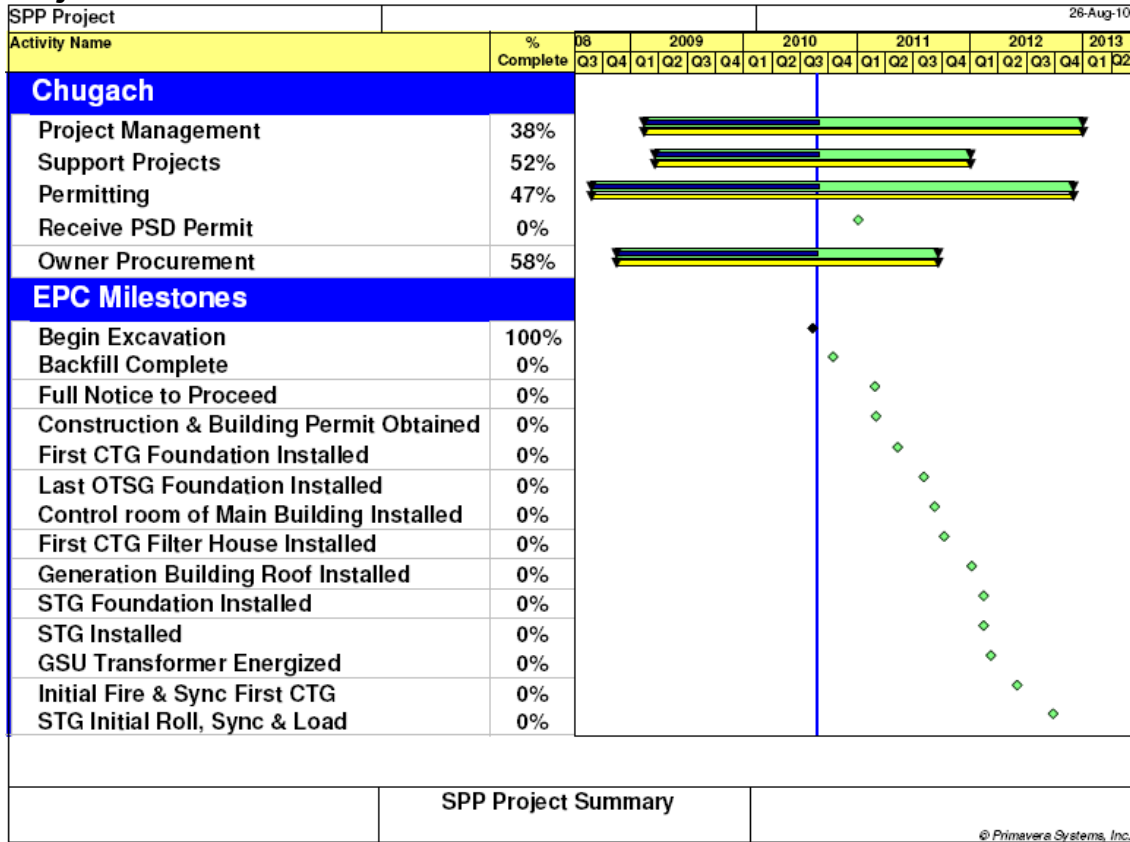 SPP Project
26-Aug-10
Activity Name % Complete 08 2009 2010 2011 2012 2013
Q3 Q4 Q1 Q2 Q3 Q4 Q1 Q2 Q3 Q4 Q1 Q2 Q3 Q4 Q1 Q2 Q3 Q4 Q1 Q2
Chugach
Project Management 38%
Support Projects 52%
Permitting 47%
Receive PSD Permit 0%
Owner Procurement 58%
EPC Milestones
Begin Excavation 100%
Backfill Complete 0%
Full Notice to Proceed 0%
Construction & Building Permit Obtained 0%
First CTG Foundation Installed 0%
Last OTSG Foundation Installed 0%
Control room of Main Building Installed 0%
First CTG Filter House Installed 0%
Generation Building Roof Installed 0%
STG Foundation Installed 0%
STG Installed 0%
GSU Transformer Energized 0%
Initial Fire & Sync First CTG 0%
STG Initial Roll, Sync & Load 0%
SPP Project Summary
© Primavera Systems, Inc.